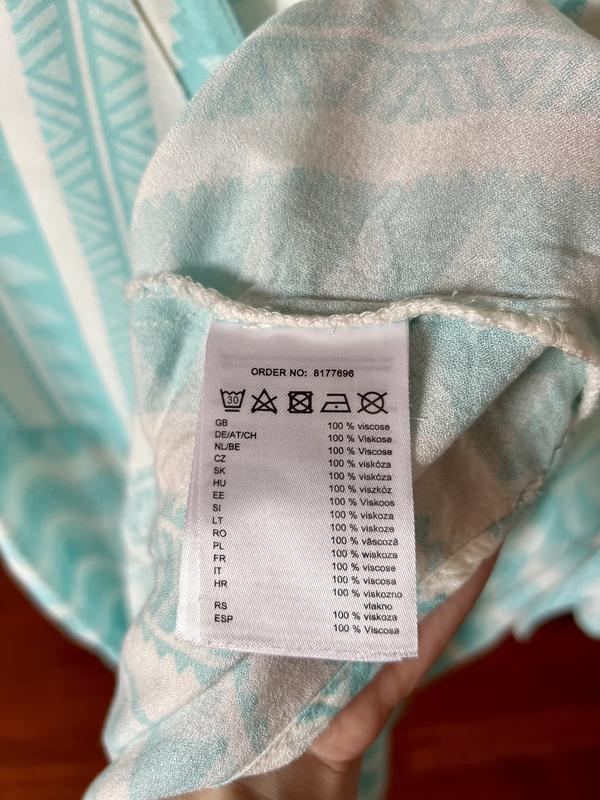 ORDER NO: 8177696
30
GB 100 % viscose
DE/AT/CH 100 % Viskose
NL/BE 100 % Viscose
CZ 100 % viskóza
SK 100 % viskóza
HU 100 % viszkóz
EE 100 % Viskoos
SI 100 % viskoza
LT 100 % viskoze
RO 100 % vâscoză
PL 100 % wiskoza
FR 100 % viscose
IT 100 % viscosa
HR 100 % viskozno
vlakno
RS 100 % viskoza
ESP 100 % Viscosa